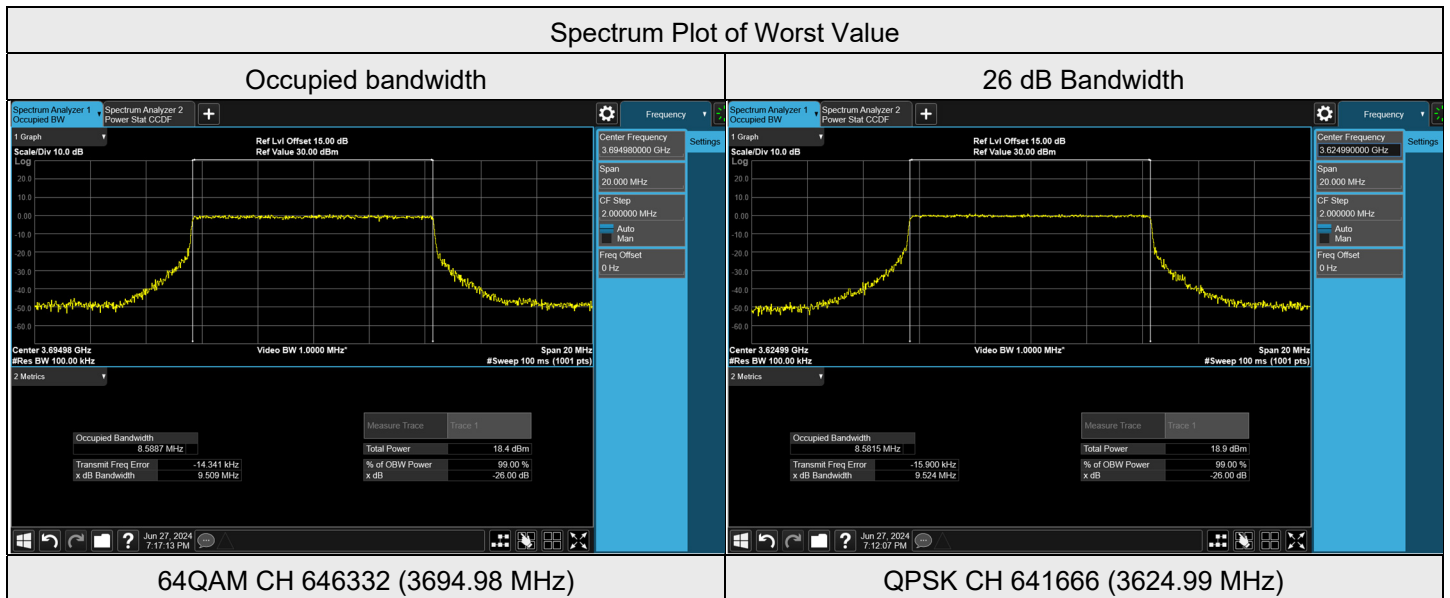 Spectrum Plot of Worst Value
Occupied bandwidth
26 dB Bandwidth
Spectrum Analyzer 1
Occupied BW
Spectrum Analyzer 2
Power Stat CCDF
Frequency
1 Graph
Scale/Div 10.0 dB
Ref Lvl Offset 15.00 dB
Ref Value 30.00 dBm
Log
20.0
10.0
0.00
-10.0
-20.0
-30.0
-40.0
-50.0
-60.0
Center 3.69498 GHz
#Res BW 100.00 kHz
Video BW 1.0000 MHz*
Span 20 MHz
#Sweep 100 ms (1001 pts)
Center Frequency
3.694980000 GHz
Settings
Span
20.000 MHz
CF Step
2.000000 MHz
Auto
Man
Freq Offset
0 Hz
2 Metrics
Measure Trace Trace 1
Occupied Bandwidth
8.5887 MHz
Total Power 18.4 dBm
Transmit Freq Error -14.341 kHz
% of OBW Power 99.00 %
x dB Bandwidth 9.509 MHz
x dB -26.00 dB
Jun 27, 2024
7:17:13 PM
Spectrum Analyzer 1
Occupied BW
Spectrum Analyzer 2
Power Stat CCDF
Frequency
1 Graph
Scale/Div 10.0 dB
Ref Lvl Offset 15.00 dB
Ref Value 30.00 dBm
Log
20.0
10.0
0.00
-10.0
-20.0
-30.0
-40.0
-50.0
-60.0
Center 3.62499 GHz
#Res BW 100.00 kHz
Video BW 1.0000 MHz*
Span 20 MHz
#Sweep 100 ms (1001 pts)
Center Frequency
3.624990000 GHz
Settings
Span
20.000 MHz
CF Step
2.000000 MHz
Auto
Man
Freq Offset
0 Hz
2 Metrics
Measure Trace Trace 1
Occupied Bandwidth
8.5815 MHz
Total Power 18.9 dBm
Transmit Freq Error -15.900 kHz
% of OBW Power 99.00 %
x dB Bandwidth 9.524 MHz
x dB -26.00 dB
Jun 27, 2024
7:12:07 PM
64QAM CH 646332 (3694.98 MHz)
QPSK CH 641666 (3624.99 MHz)